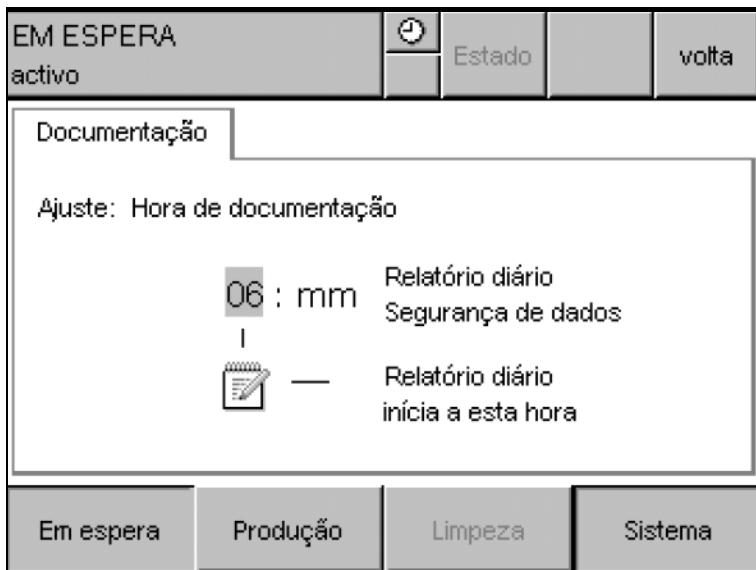 EM ESPERA
activo
Estado
volta
Documentação
Ajuste: Hora de documentação
06 : mm
Relatório diário
Segurança de dados
Relatório diário
inícia a esta hora
Em espera
Produção
Limpeza
Sistema